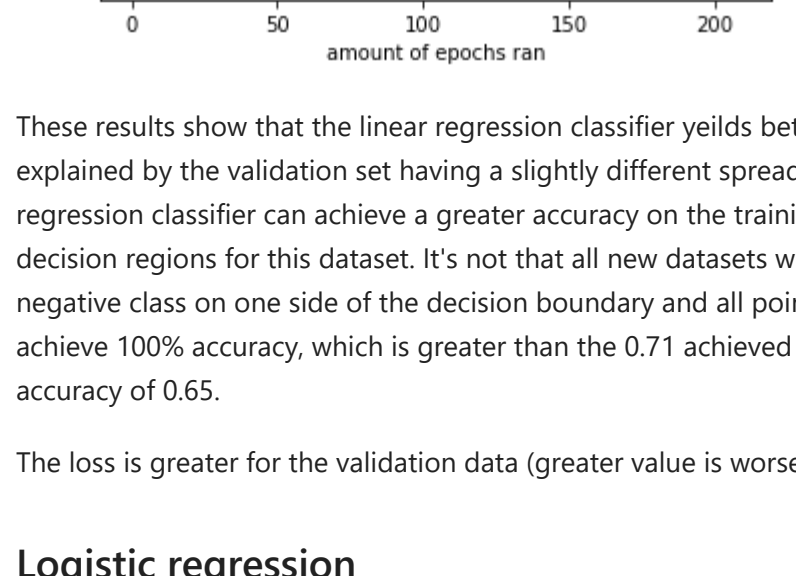 0 50 100 150 200
amount of epochs ran
These results show that the linear regression classifier yeilds bet
explained by the validation set having a slightly different spread
regression classifier can achieve a greater accuracy on the traini
decision regions for this dataset. It's not that all new datasets w
negative class on one side of the decision boundary and all poin
achieve 100% accuracy, which is greater than the 0.71 achieved
accuracy of 0.65.
The loss is greater for the validation data (greater value is worse
Logistic regression